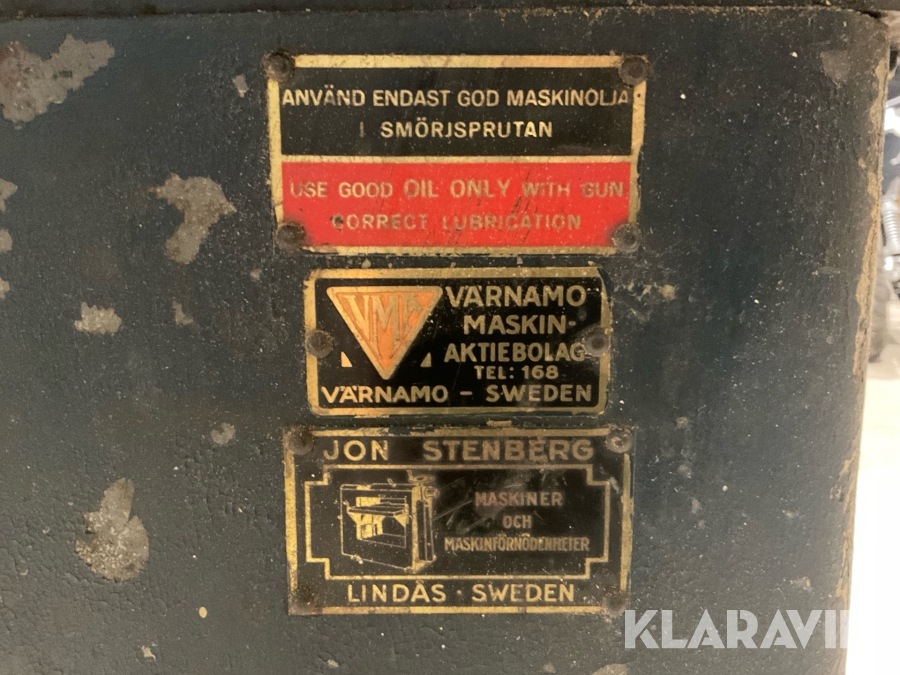 ANVÄND ENDAST GOD MASKINOLJA
I SMÖRJSPRUTAN
USE GOOD OIL ONLY WITH GUN
CORRECT LUBRICATION
VMA
VÄRNAMO
MASKIN-
AKTIEBOLAG
TEL: 168
VÄRNAMO - SWEDEN
JON STENBERG
MASKINER
OCH
MASKINFÖRNÖDENHETER
LINDÅS · SWEDEN
KLARAVI